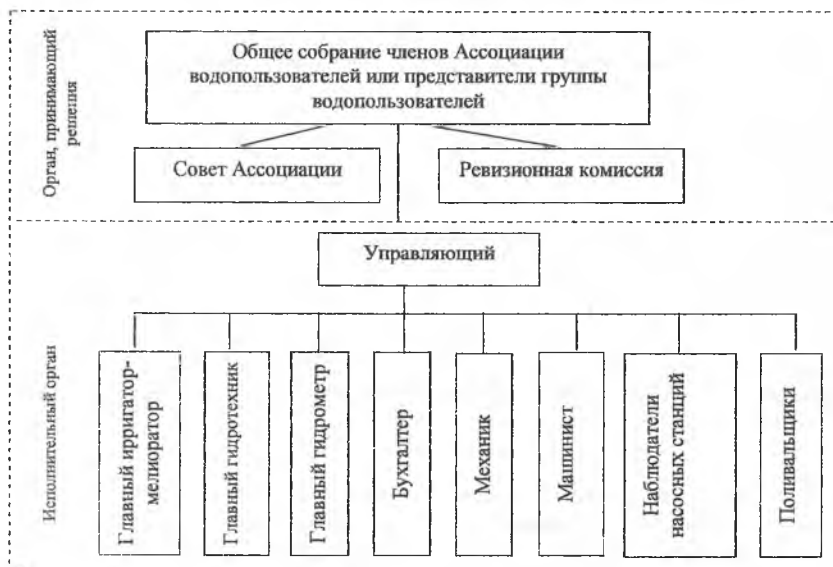 Орган, принимающий
решения
Общее собрание членов Ассоциации
водопользователей или представители группы
водопользователей
Совет Ассоциации
Ревизионная комиссия
Исполнительный орган
Управляющий
Главный ирригатор-
мелиоратор
Главный гидротехник
Главный гидрометр
Бухгалтер
Механик
Машинист
Наблюдатели
насосных станций
Поливальщики